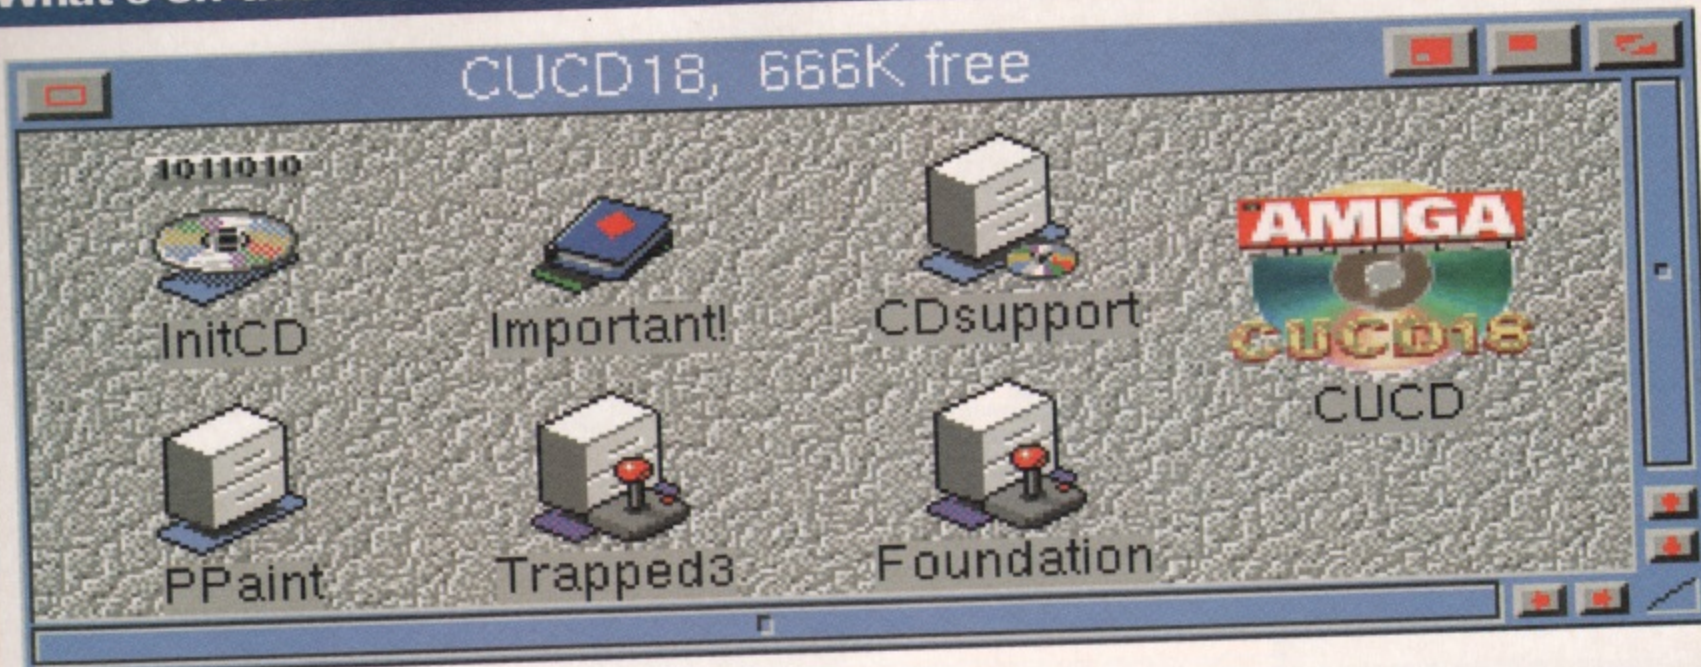 CUCD18, 666K free
1011010
InitCD
Important!
CDsupport
AMIGA
CUCD18
CUCD
PPaint
Trapped3
Foundation